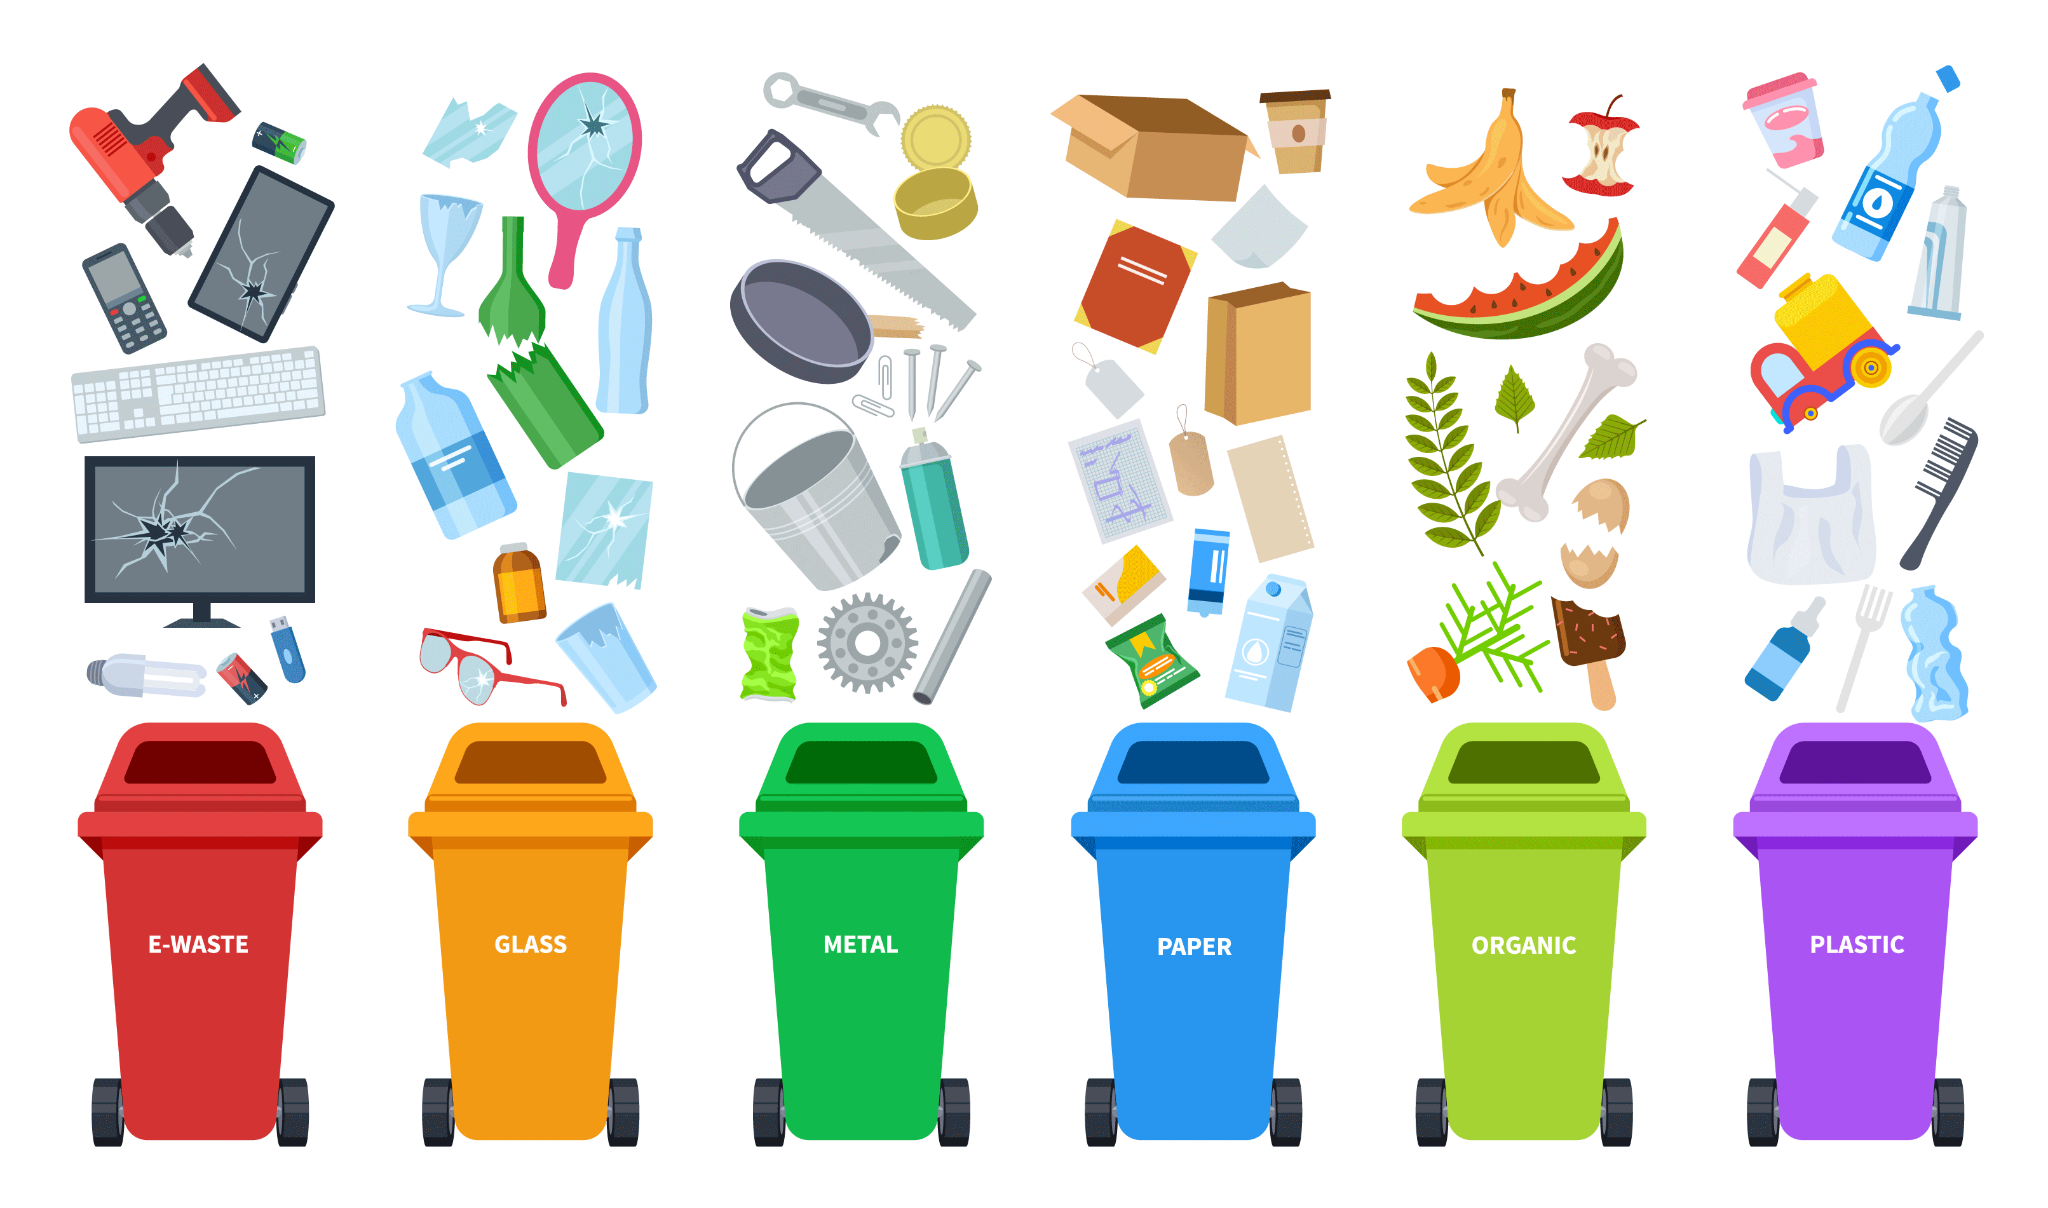 E-WASTE
GLASS
METAL
PAPER
ORGANIC
PLASTIC